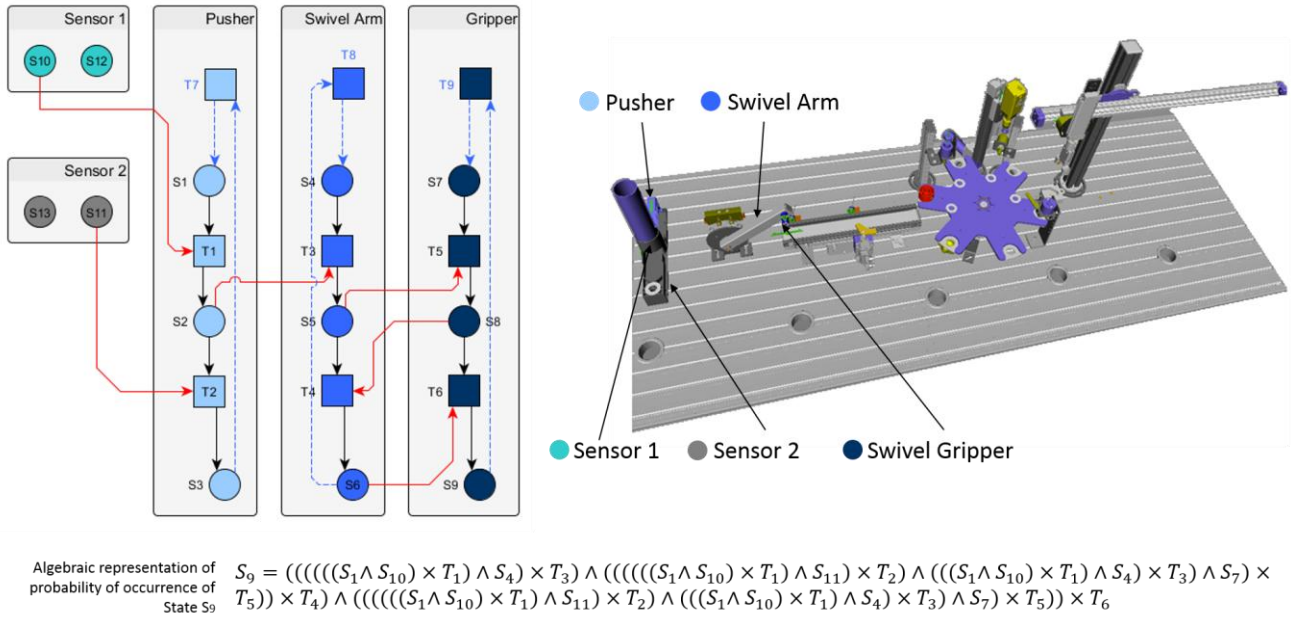 Sensor 1
S10
S12
Pusher
T7
S1
T1
S2
T2
S3
Swivel Arm
T8
S4
T3
S5
T4
S6
Gripper
T9
S7
T5
S8
T6
S9
Sensor 2
S13
S11
Pusher
Swivel Arm
Sensor 1
Sensor 2
Swivel Gripper
Algebraic representation of
probability of occurrence of
State S₉
S₉ = ((((((S₁∧ S₁₀) × T₁) ∧ S₄) × T₃) ∧ ((((((S₁∧ S₁₀) × T₁) ∧ S₁₁) × T₂) ∧ (((S₁∧ S₁₀) × T₁) ∧ S₄) × T₃) ∧ S₇) ×
T₅)) × T₄) ∧ ((((((S₁∧ S₁₀) × T₁) ∧ S₁₁) × T₂) ∧ (((S₁∧ S₁₀) × T₁) ∧ S₄) × T₃) ∧ S₇) × T₅)) × T₆